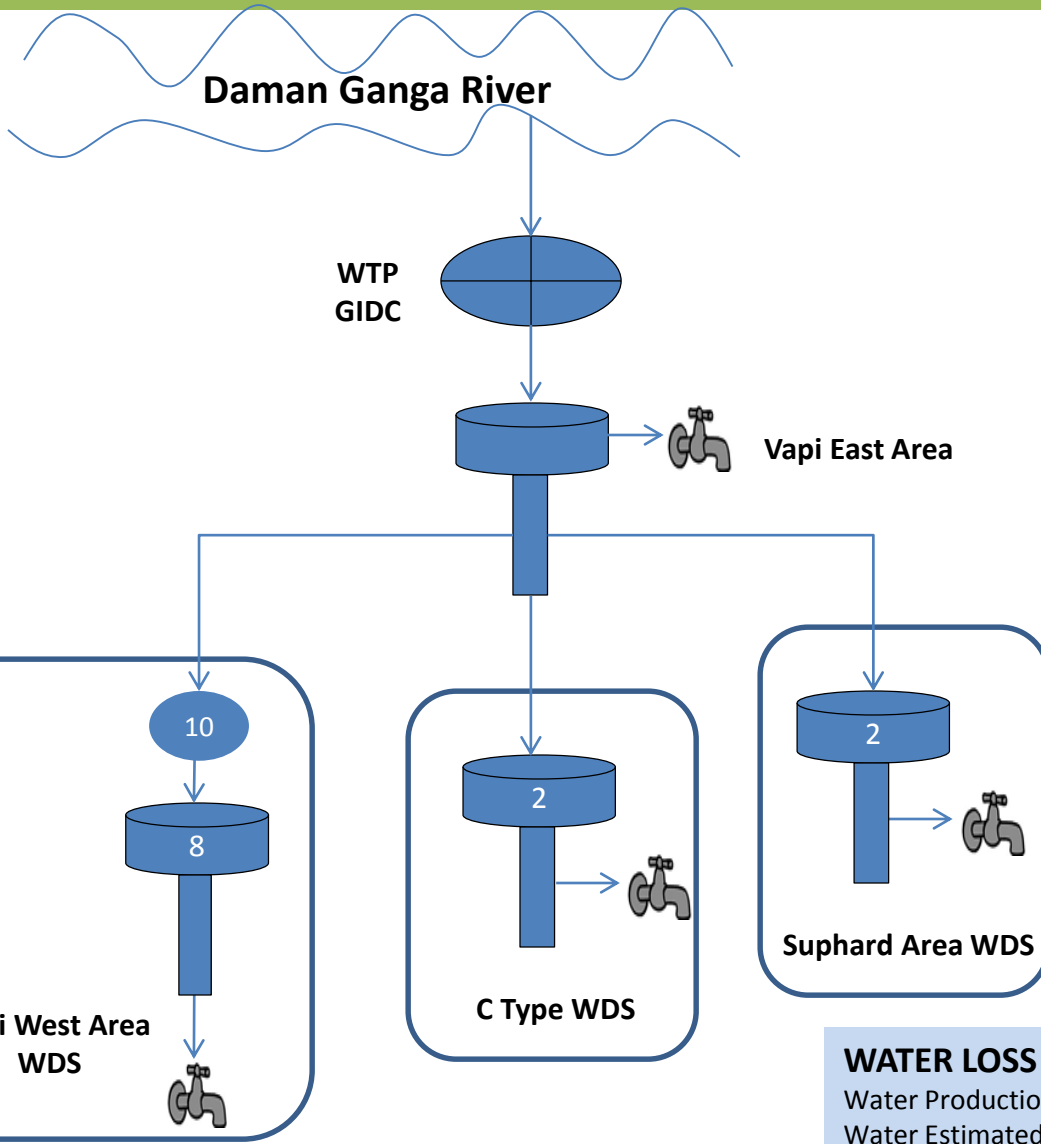 Daman Ganga River
WTP
GIDC
Vapi East Area
10
2
2
8
Suphard Area WDS
C Type WDS
i West Area
WDS
WATER LOSS
Water Productio
Water Estimated